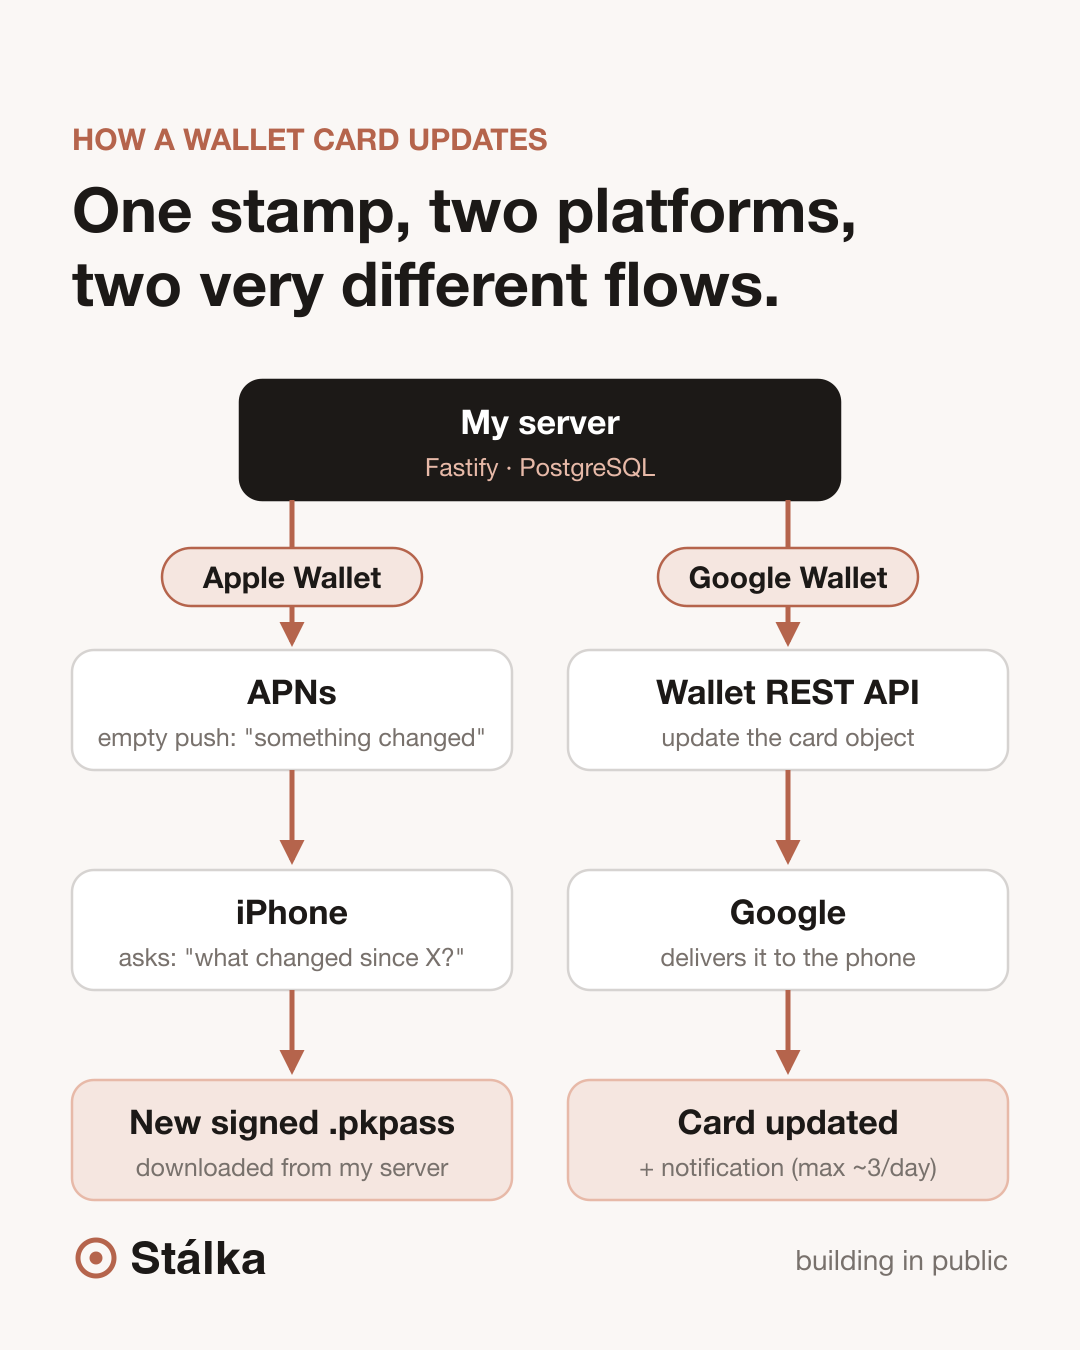 HOW A WALLET CARD UPDATES
One stamp, two platforms,
two very different flows.
My server
Fastify · PostgreSQL
Apple Wallet
Google Wallet
APNs
empty push: "something changed"
Wallet REST API
update the card object
iPhone
asks: "what changed since X?"
Google
delivers it to the phone
New signed .pkpass
downloaded from my server
Card updated
+ notification (max ~3/day)
Stálka
building in public